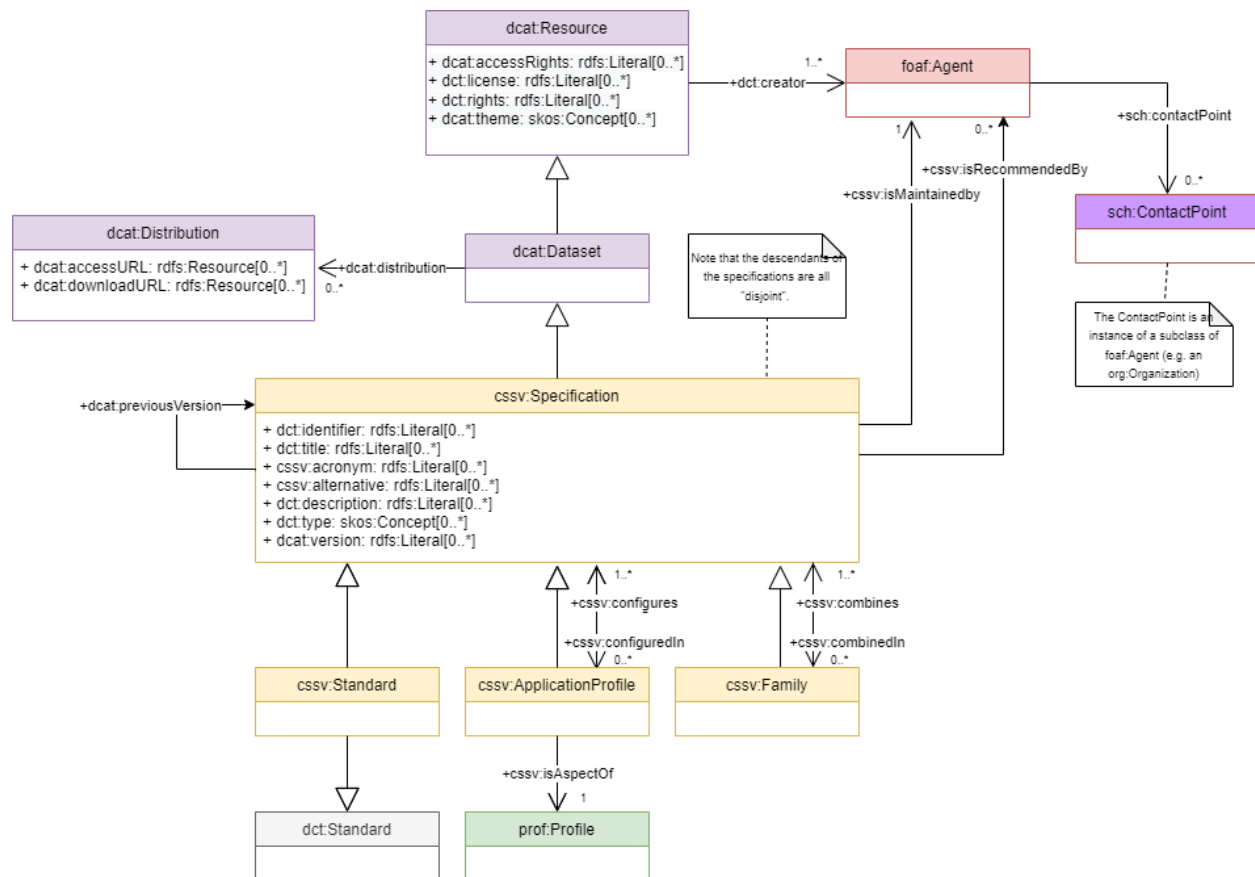 dcat:Resource
+ dcat:accessRights: rdfs:Literal[0..*]
+ dct:license: rdfs:Literal[0..*]
+ dct:rights: rdfs:Literal[0..*]
+ dcat:theme: skos:Concept[0..*]
+dct:creator
1..*
foaf:Agent
+sch:contactPoint
0..*
sch:ContactPoint
The ContactPoint is an
instance of a subclass of
foaf:Agent (e.g. an
org:Organization)
1
0..*
+cssv:isRecommendedBy
+cssv:isMaintainedby
dcat:Distribution
+ dcat:accessURL: rdfs:Resource[0..*]
+ dcat:downloadURL: rdfs:Resource[0..*]
+dcat:distribution
0..*
dcat:Dataset
Note that the descendants of
the specifications are all
"disjoint".
+dcat:previousVersion
cssv:Specification
+ dct:identifier: rdfs:Literal[0..*]
+ dct:title: rdfs:Literal[0..*]
+ cssv:acronym: rdfs:Literal[0..*]
+ cssv:alternative: rdfs:Literal[0..*]
+ dct:description: rdfs:Literal[0..*]
+ dct:type: skos:Concept[0..*]
+ dcat:version: rdfs:Literal[0..*]
1..*
+cssv:configures
+cssv:configuredIn
0..*
1..*
+cssv:combines
+cssv:combinedIn
0..*
cssv:Standard
cssv:ApplicationProfile
cssv:Family
+cssv:isAspectOf
1
dct:Standard
prof:Profile